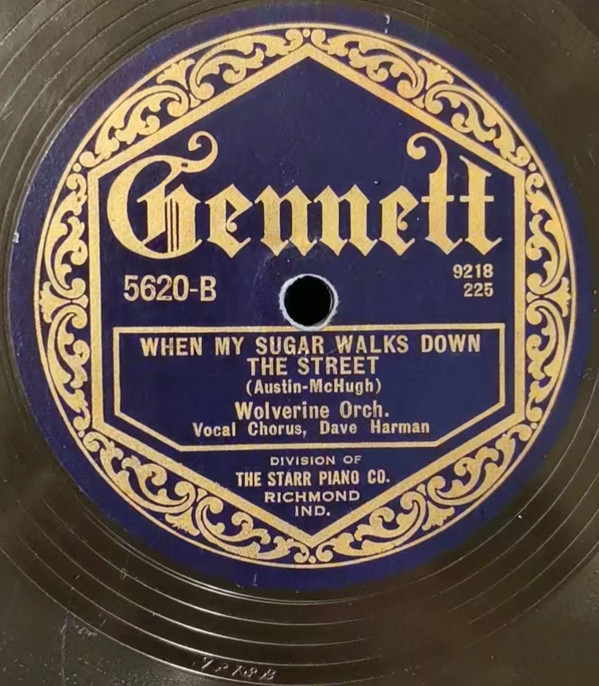 Gennett
5620-B
9218
225
WHEN MY SUGAR WALKS DOWN
THE STREET
(Austin-McHugh)
Wolverine Orch.
Vocal Chorus, Dave Harman
DIVISION OF
THE STARR PIANO CO.
RICHMOND
IND.